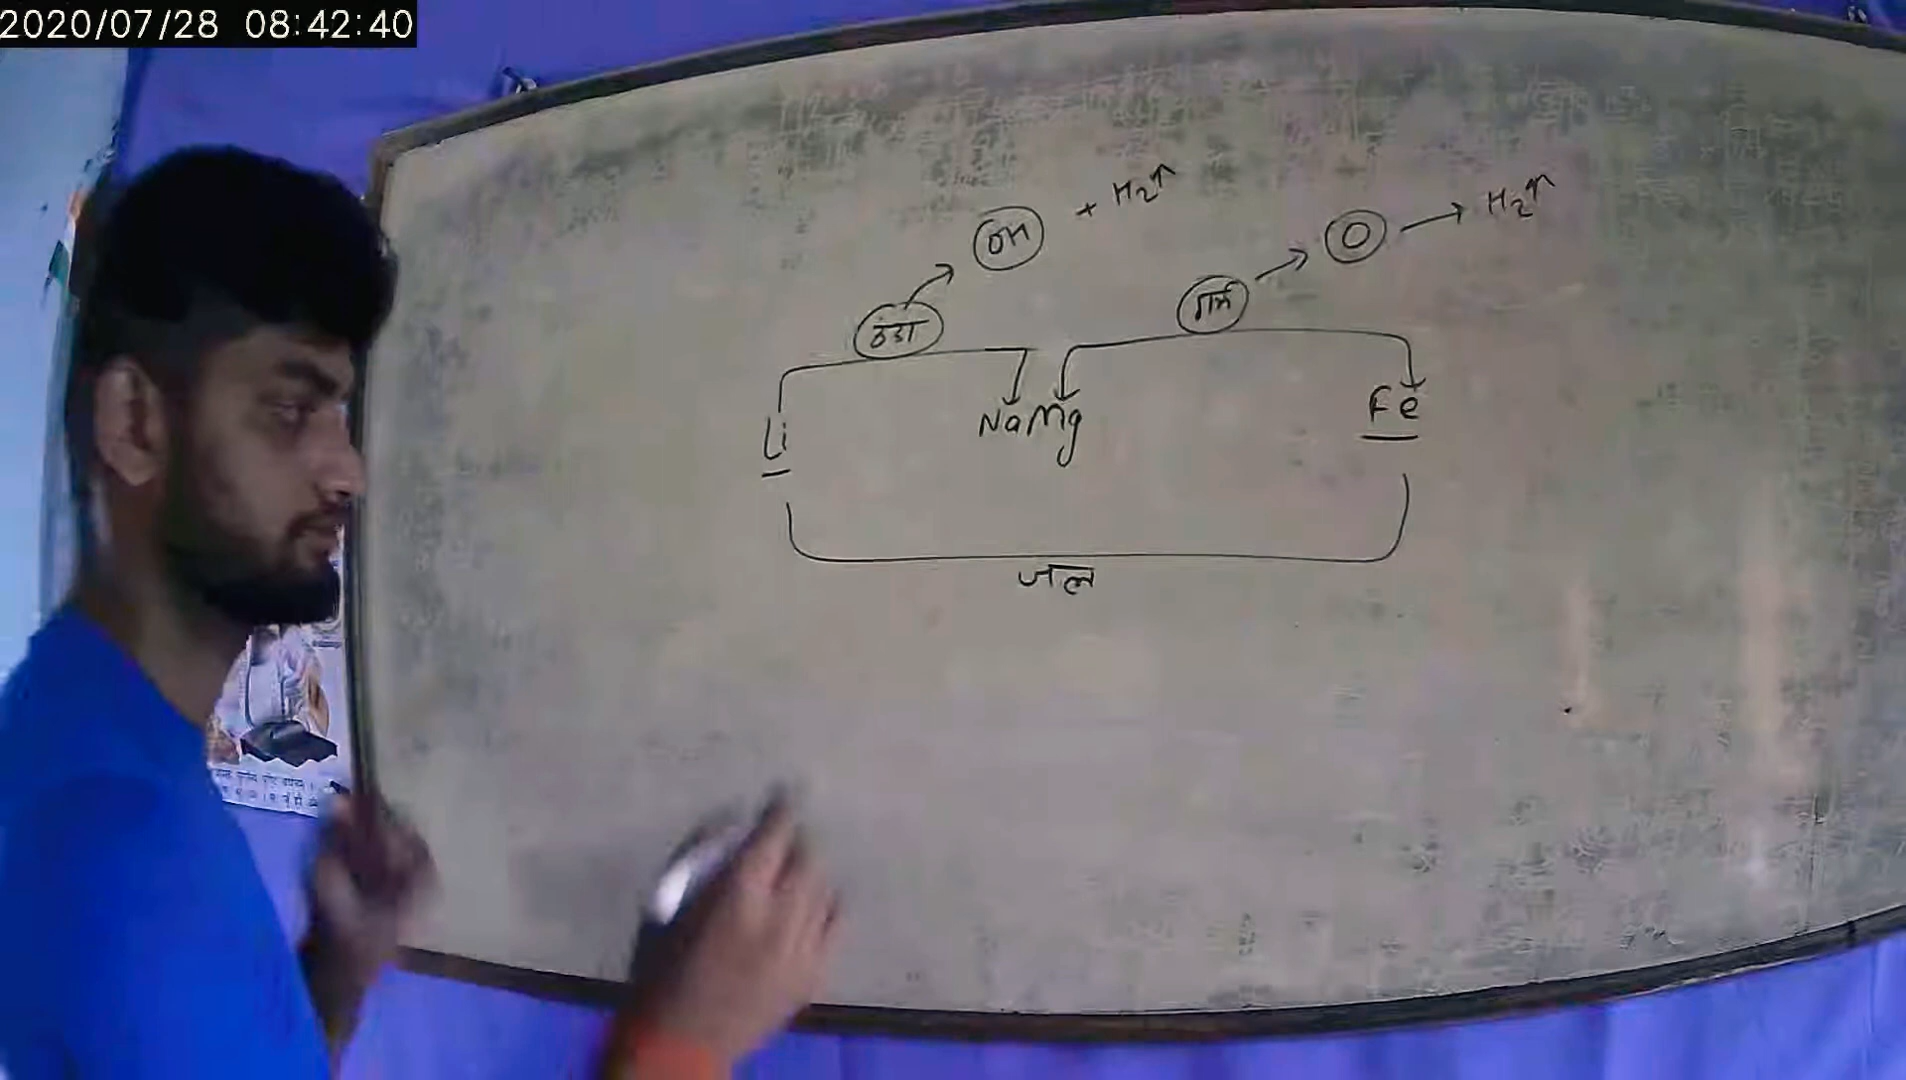 2020/07/28 08:42:40
OH + H₂↑
ठंडा →
गर्म → O → H₂↑
Li Na Mg Fe
जल